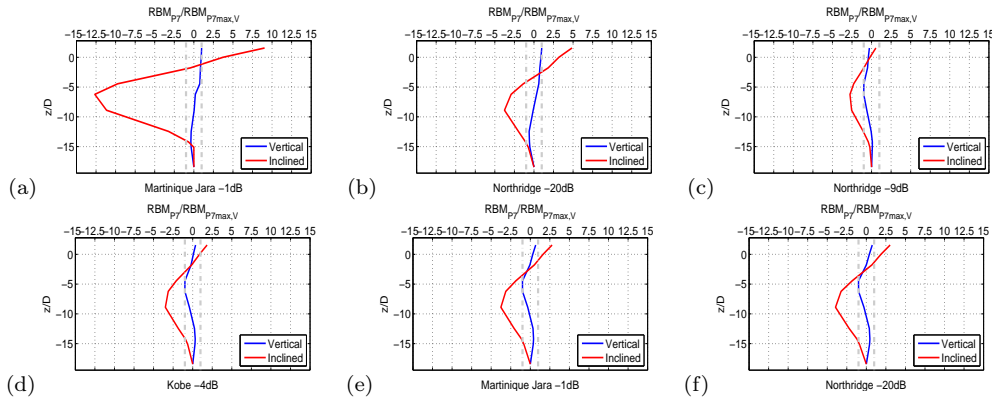 RBM_P7/RBM_P7max,V
RBM_P7/RBM_P7max,V
RBM_P7/RBM_P7max,V
−15−12.5−10−7.5 −5 −2.5 0 2.5 5 7.5 10 12.5 15
−15−12.5−10−7.5 −5 −2.5 0 2.5 5 7.5 10 12.5 15
−15−12.5−10−7.5 −5 −2.5 0 2.5 5 7.5 10 12.5 15
0
−5
−10
−15
z/D
Vertical
Inclined
0
−5
−10
−15
z/D
Vertical
Inclined
0
−5
−10
−15
z/D
Vertical
Inclined
(a) Martinique Jara −1dB
(b) Northridge −20dB
(c) Northridge −9dB
RBM_P7/RBM_P7max,V
RBM_P7/RBM_P7max,V
RBM_P7/RBM_P7max,V
−15−12.5−10−7.5 −5 −2.5 0 2.5 5 7.5 10 12.5 15
−15−12.5−10−7.5 −5 −2.5 0 2.5 5 7.5 10 12.5 15
−15−12.5−10−7.5 −5 −2.5 0 2.5 5 7.5 10 12.5 15
0
−5
−10
−15
z/D
Vertical
Inclined
0
−5
−10
−15
z/D
Vertical
Inclined
0
−5
−10
−15
z/D
Vertical
Inclined
(d) Kobe −4dB
(e) Martinique Jara −1dB
(f) Northridge −20dB